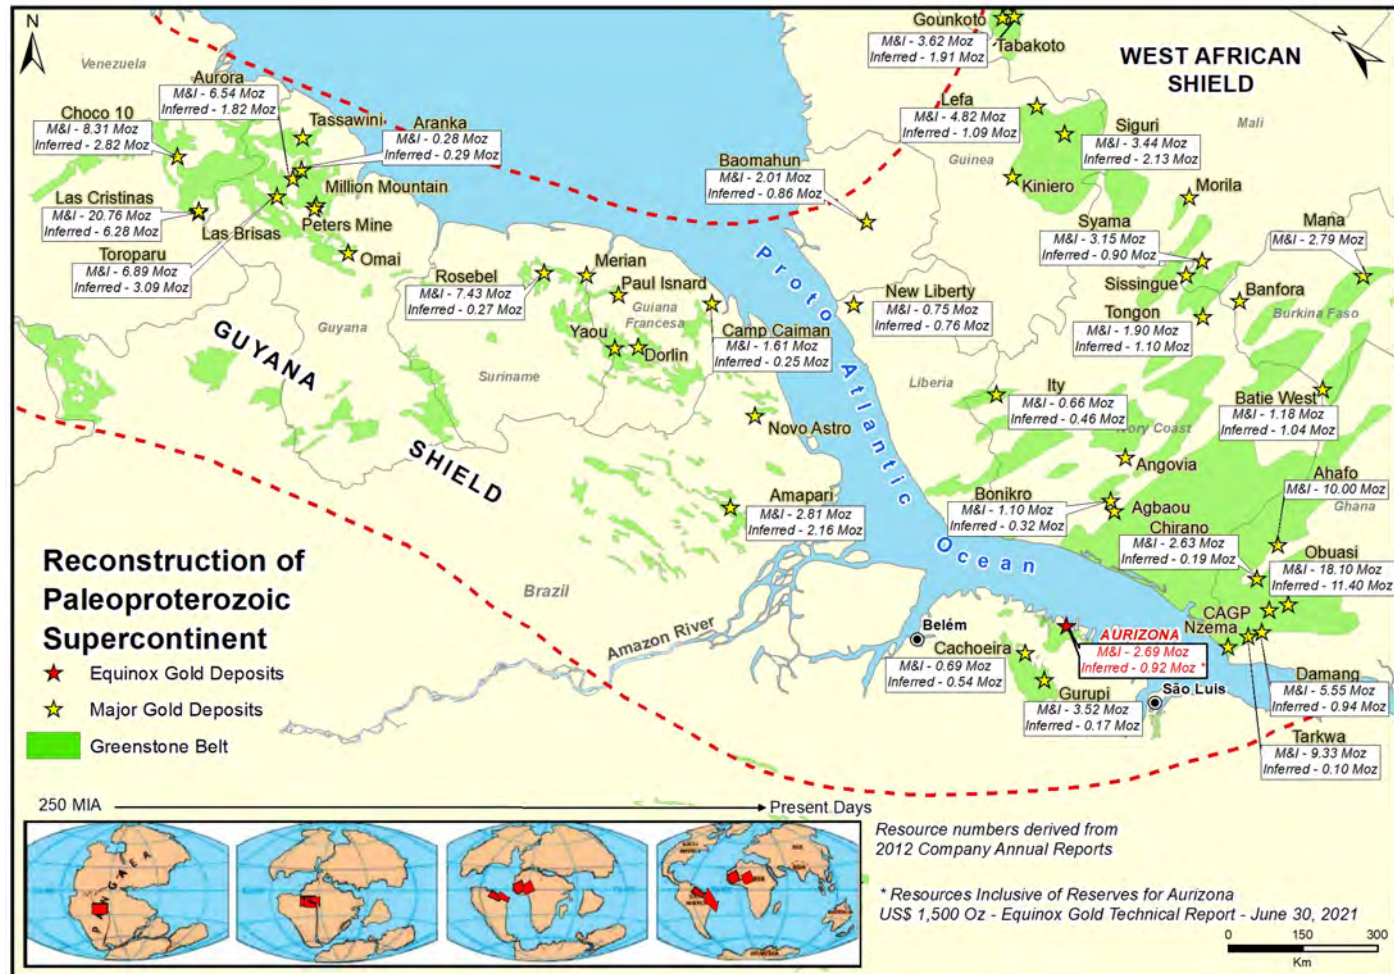 N
Venezuela
Aurora
M&I - 6.54 Moz
Inferred - 1.82 Moz
Choco 10
M&I - 8.31 Moz
Inferred - 2.82 Moz
Tassawini
Aranka
M&I - 0.28 Moz
Inferred - 0.29 Moz
Million Mountain
Las Cristinas
M&I - 20.76 Moz
Inferred - 6.28 Moz
Las Brisas
Peters Mine
Toroparu
M&I - 6.89 Moz
Inferred - 3.09 Moz
Omai
Rosebel
M&I - 7.43 Moz
Inferred - 0.27 Moz
Merian
Paul Isnard
Guiana
Francesa
Yaou
Dorlin
Camp Caiman
M&I - 1.61 Moz
Inferred - 0.25 Moz
Guyana
Suriname
GUYANA
SHIELD
Novo Astro
Amapari
M&I - 2.81 Moz
Inferred - 2.16 Moz
Brazil
Amazon River
Proto Atlantic Ocean
Gounkoto
Tabakoto
M&I - 3.62 Moz
Inferred - 1.91 Moz
WEST AFRICAN
SHIELD
N
Lefa
M&I - 4.82 Moz
Inferred - 1.09 Moz
Siguri
M&I - 3.44 Moz
Inferred - 2.13 Moz
Mali
Guinea
Kiniero
Baomahun
M&I - 2.01 Moz
Inferred - 0.86 Moz
Morila
Syama
M&I - 3.15 Moz
Inferred - 0.90 Moz
Mana
M&I - 2.79 Moz
Sissingue
Banfora
Burkina Faso
New Liberty
M&I - 0.75 Moz
Inferred - 0.76 Moz
Tongon
M&I - 1.90 Moz
Inferred - 1.10 Moz
Liberia
Ity
M&I - 0.66 Moz
Inferred - 0.46 Moz
Ivory Coast
Batie West
M&I - 1.18 Moz
Inferred - 1.04 Moz
Angovia
Ahafo
M&I - 10.00 Moz
Ghana
Bonikro
M&I - 1.10 Moz
Inferred - 0.32 Moz
Agbaou
Chirano
M&I - 2.63 Moz
Inferred - 0.19 Moz
Obuasi
M&I - 18.10 Moz
Inferred - 11.40 Moz
CAGP
Nzema
Belém
Cachoeira
M&I - 0.69 Moz
Inferred - 0.54 Moz
AURIZONA
M&I - 2.69 Moz
Inferred - 0.92 Moz *
Gurupi
M&I - 3.52 Moz
Inferred - 0.17 Moz
São Luis
Damang
M&I - 5.55 Moz
Inferred - 0.94 Moz
Tarkwa
M&I - 9.33 Moz
Inferred - 0.10 Moz
Reconstruction of
Paleoproterozoic
Supercontinent
Equinox Gold Deposits
Major Gold Deposits
Greenstone Belt
250 MIA
Present Days
PANGAEA
Resource numbers derived from
2012 Company Annual Reports
* Resources Inclusive of Reserves for Aurizona
US$ 1,500 Oz - Equinox Gold Technical Report - June 30, 2021
0 150 300
Km